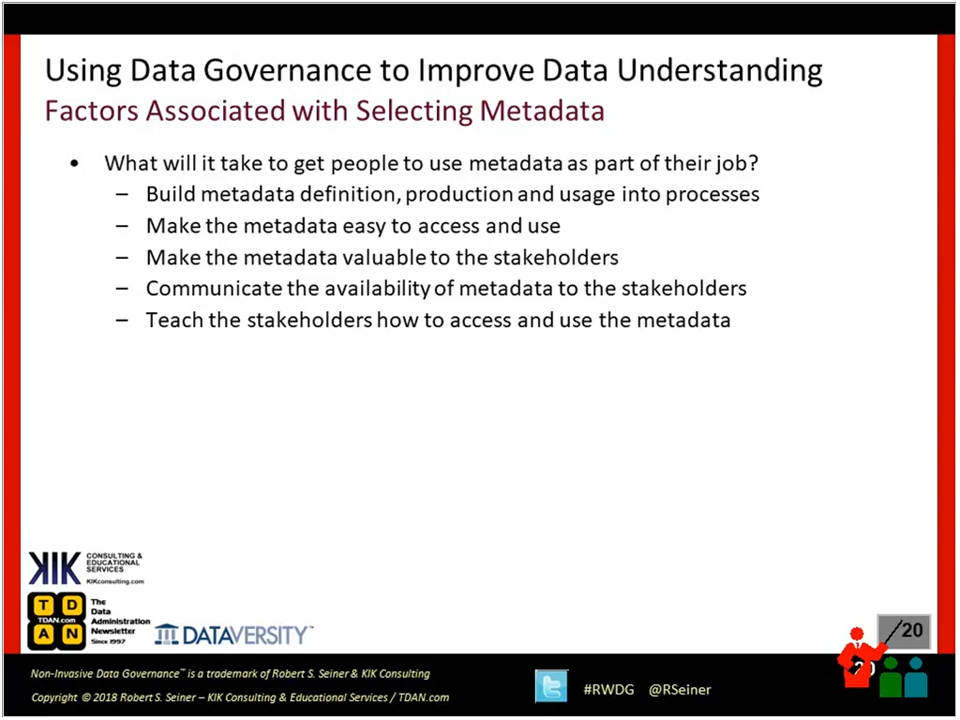 Using Data Governance to Improve Data Understanding
Factors Associated with Selecting Metadata
• What will it take to get people to use metadata as part of their job?
– Build metadata definition, production and usage into processes
– Make the metadata easy to access and use
– Make the metadata valuable to the stakeholders
– Communicate the availability of metadata to the stakeholders
– Teach the stakeholders how to access and use the metadata
KIK
CONSULTING &
EDUCATIONAL
SERVICES
KIKconsulting.com
T D
TDAN.com
A N
The
Data
Administration
Newsletter
Since 1997
DATAVERSITY™
20
20
Non-Invasive Data Governance™ is a trademark of Robert S. Seiner & KIK Consulting
Copyright © 2018 Robert S. Seiner – KIK Consulting & Educational Services / TDAN.com
#RWDG @RSeiner